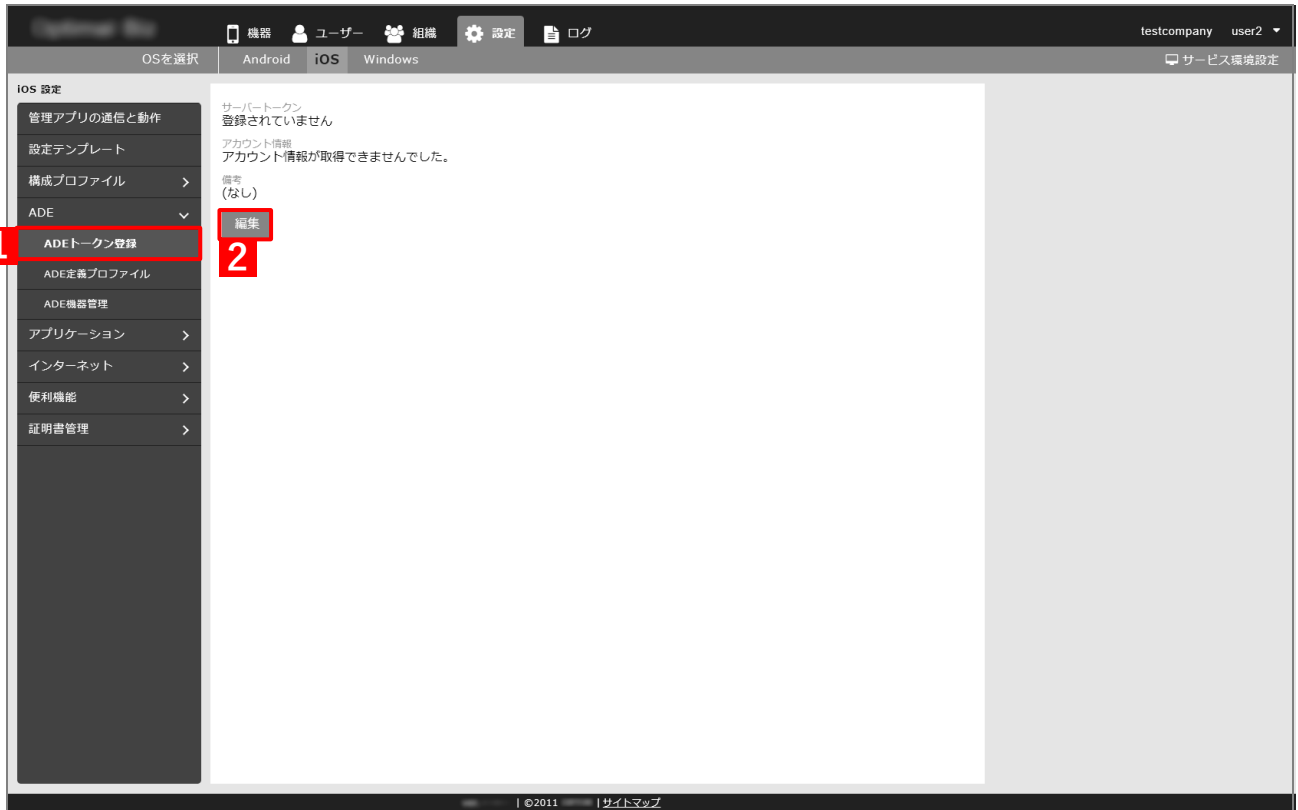 機器 ユーザー 組織 設定 ログ testcompany user2
OSを選択 Android iOS Windows サービス環境設定
iOS 設定
管理アプリの通信と動作
設定テンプレート
構成プロファイル
ADE
1 ADEトークン登録
ADE定義プロファイル
ADE機器管理
アプリケーション
インターネット
便利機能
証明書管理
サーバートークン
登録されていません
アカウント情報
アカウント情報が取得できませんでした。
備考
(なし)
編集
2
| ©2011 | サイトマップ